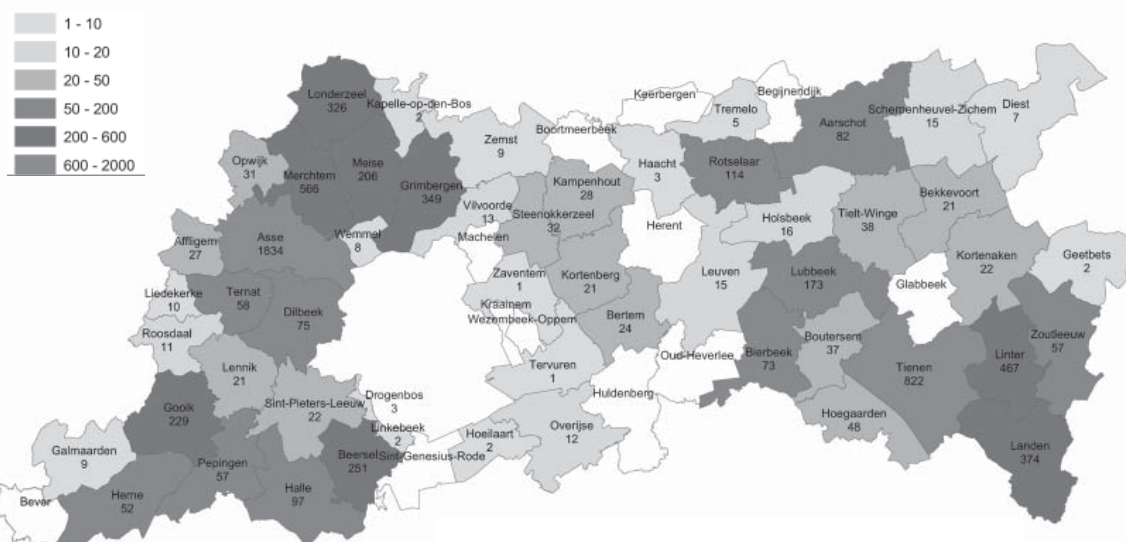 1 - 10
10 - 20
20 - 50
50 - 200
200 - 600
600 - 2000
Londerzeel
326
Kapelle-op-den-Bos
2
Zemst
9
Boortmeerbeek
Keerbergen
Tremelo
5
Begijnendijk
Aarschot
82
Scherpenheuvel-Zichem
15
Diest
7
Opwijk
31
Merchtem
566
Meise
206
Grimbergen
349
Vilvoorde
13
Machelen
Kampenhout
28
Steenokkerzeel
32
Haacht
3
Rotselaar
114
Herent
Holsbeek
16
Tielt-Winge
38
Bekkevoort
21
Affligem
27
Asse
1834
Wemmel
8
Zaventem
1
Kraainem
Wezembeek-Oppem
Kortenberg
21
Leuven
15
Lubbeek
173
Glabbeek
Kortenaken
22
Geetbets
2
Liedekerke
10
Ternat
58
Dilbeek
75
Roosdaal
11
Bertem
24
Tervuren
1
Oud-Heverlee
Bierbeek
73
Boutersem
37
Tienen
822
Linter
467
Zoutleeuw
57
Lennik
21
Gooik
229
Sint-Pieters-Leeuw
22
Drogenbos
3
Linkebeek
2
Sint-Genesius-Rode
Hoeilaart
2
Overijse
12
Huldenberg
Hoegaarden
48
Landen
374
Galmaarden
9
Bever
Herne
52
Pepingen
57
Halle
97
Beersel
251